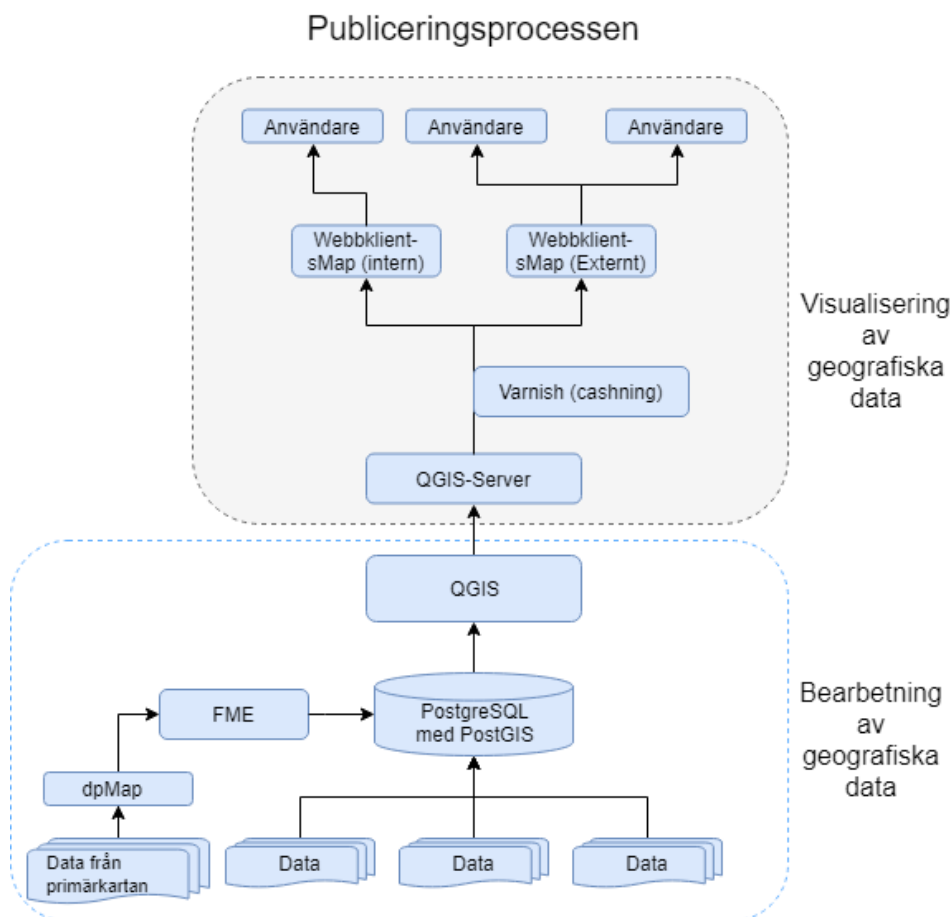 Publiceringsprocessen
Användare
Användare
Användare
Webbklient-
sMap (intern)
Webbklient-
sMap (Externt)
Visualisering
av
geografiska
data
Varnish (cashning)
QGIS-Server
QGIS
FME
PostgreSQL
med PostGIS
Bearbetning
av
geografiska
data
dpMap
Data från
primärkartan
Data
Data
Data